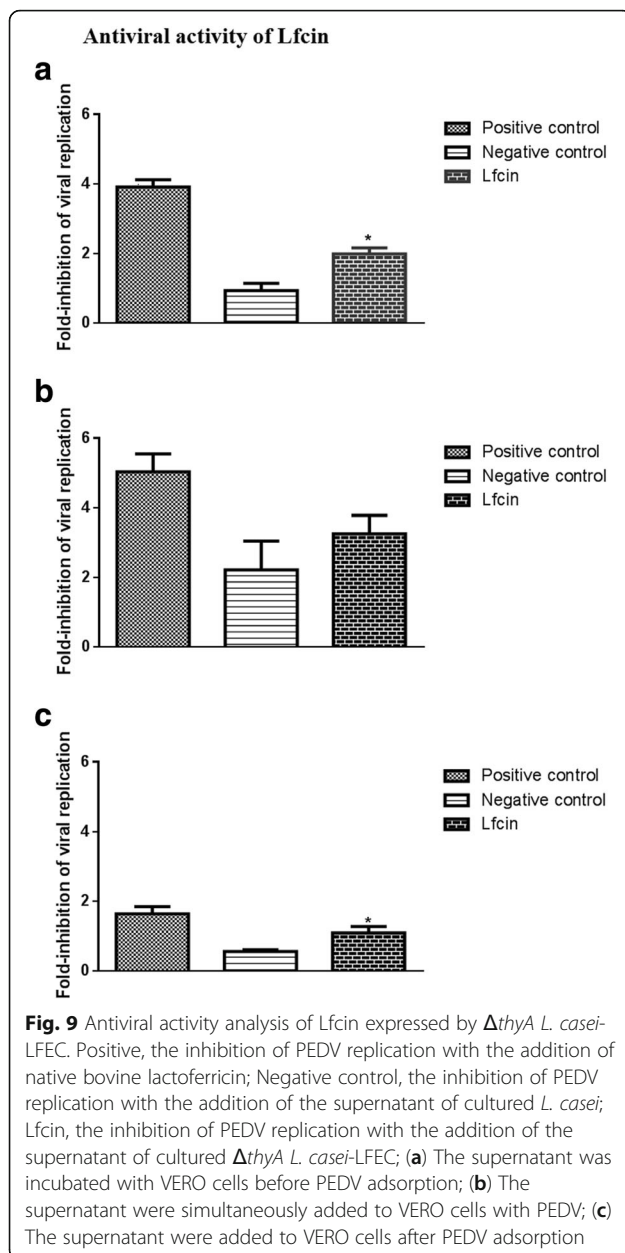 Antiviral activity of Lfcin
a
Fold-inhibition of viral replication
6
4
2
0
*
Positive control
Negative control
Lfcin
b
Fold-inhibition of viral replication
6
4
2
0
Positive control
Negative control
Lfcin
c
Fold-inhibition of viral replication
6
4
2
0
*
Positive control
Negative control
Lfcin
Fig. 9 Antiviral activity analysis of Lfcin expressed by ΔthyA L. casei-
LFEC. Positive, the inhibition of PEDV replication with the addition of
native bovine lactoferricin; Negative control, the inhibition of PEDV
replication with the addition of the supernatant of cultured L. casei;
Lfcin, the inhibition of PEDV replication with the addition of the
supernatant of cultured ΔthyA L. casei-LFEC; (a) The supernatant was
incubated with VERO cells before PEDV adsorption; (b) The
supernatant were simultaneously added to VERO cells with PEDV; (c)
The supernatant were added to VERO cells after PEDV adsorption